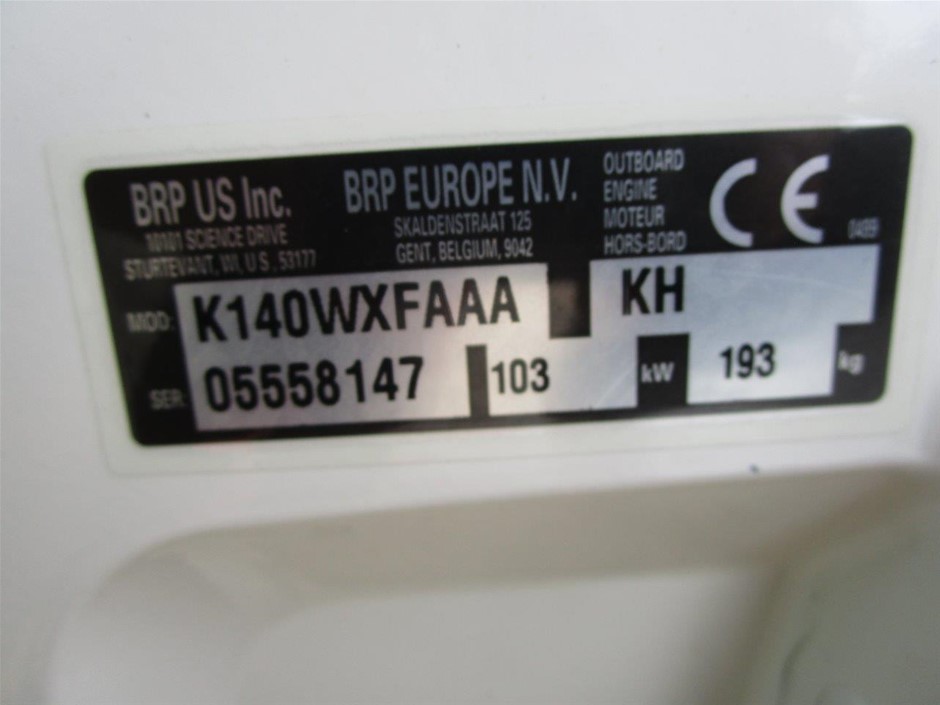 BRP US Inc.
10101 SCIENCE DRIVE
STURTEVANT, WI, U.S. 53177
BRP EUROPE N.V.
SKALDENSTRAAT 125
GENT, BELGIUM, 9042
OUTBOARD
ENGINE
MOTEUR
HORS-BORD
CE
MOD: K140WXFAAA KH
SER: 05558147 103 kW 193 kg